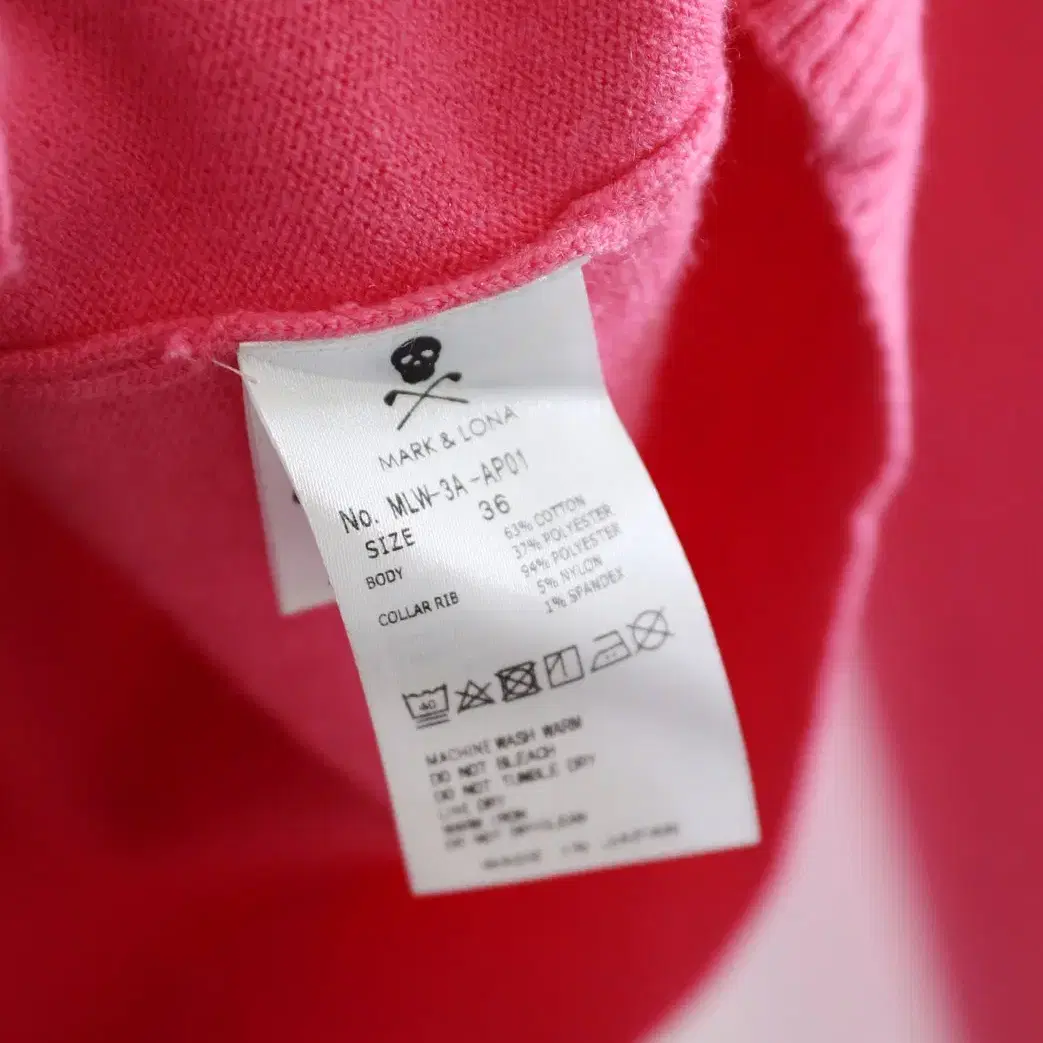 MARK & LONA
No. MLW-3A-AP01
SIZE 36
BODY 63% COTTON
37% POLYESTER
COLLAR RIB 94% POLYESTER
5% NYLON
1% SPANDEX
40
MACHINE WASH WARM
DO NOT BLEACH
DO NOT TUMBLE DRY
LINE DRY
WARM IRON
DO NOT DRY-CLEAN
MADE IN